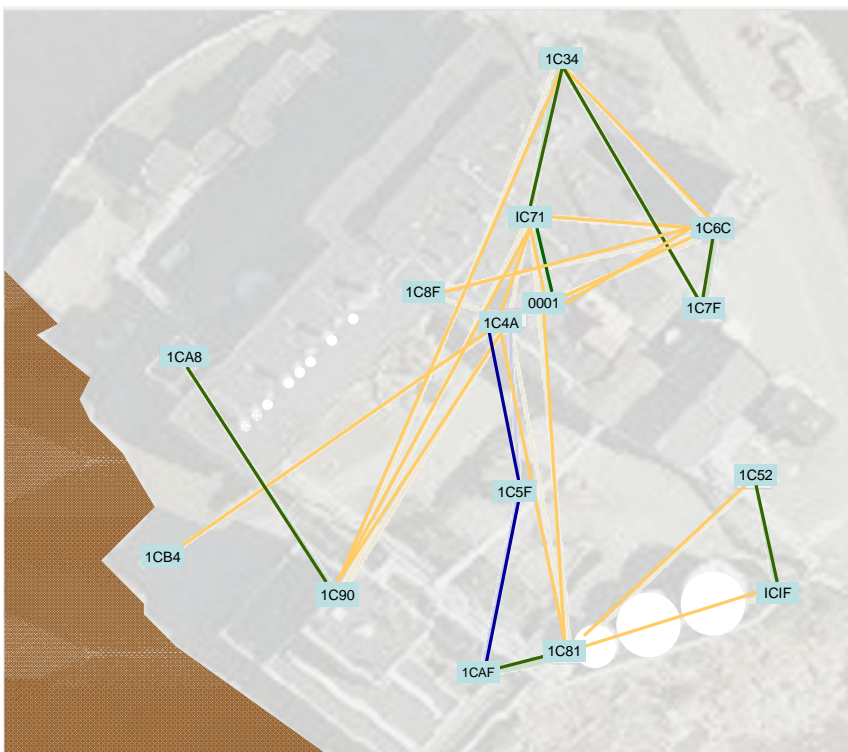 1C34
IC71
1C6C
1C8F
0001
1C7F
1C4A
1CA8
1C52
1C5F
1CB4
1C90
ICIF
1C81
1CAF